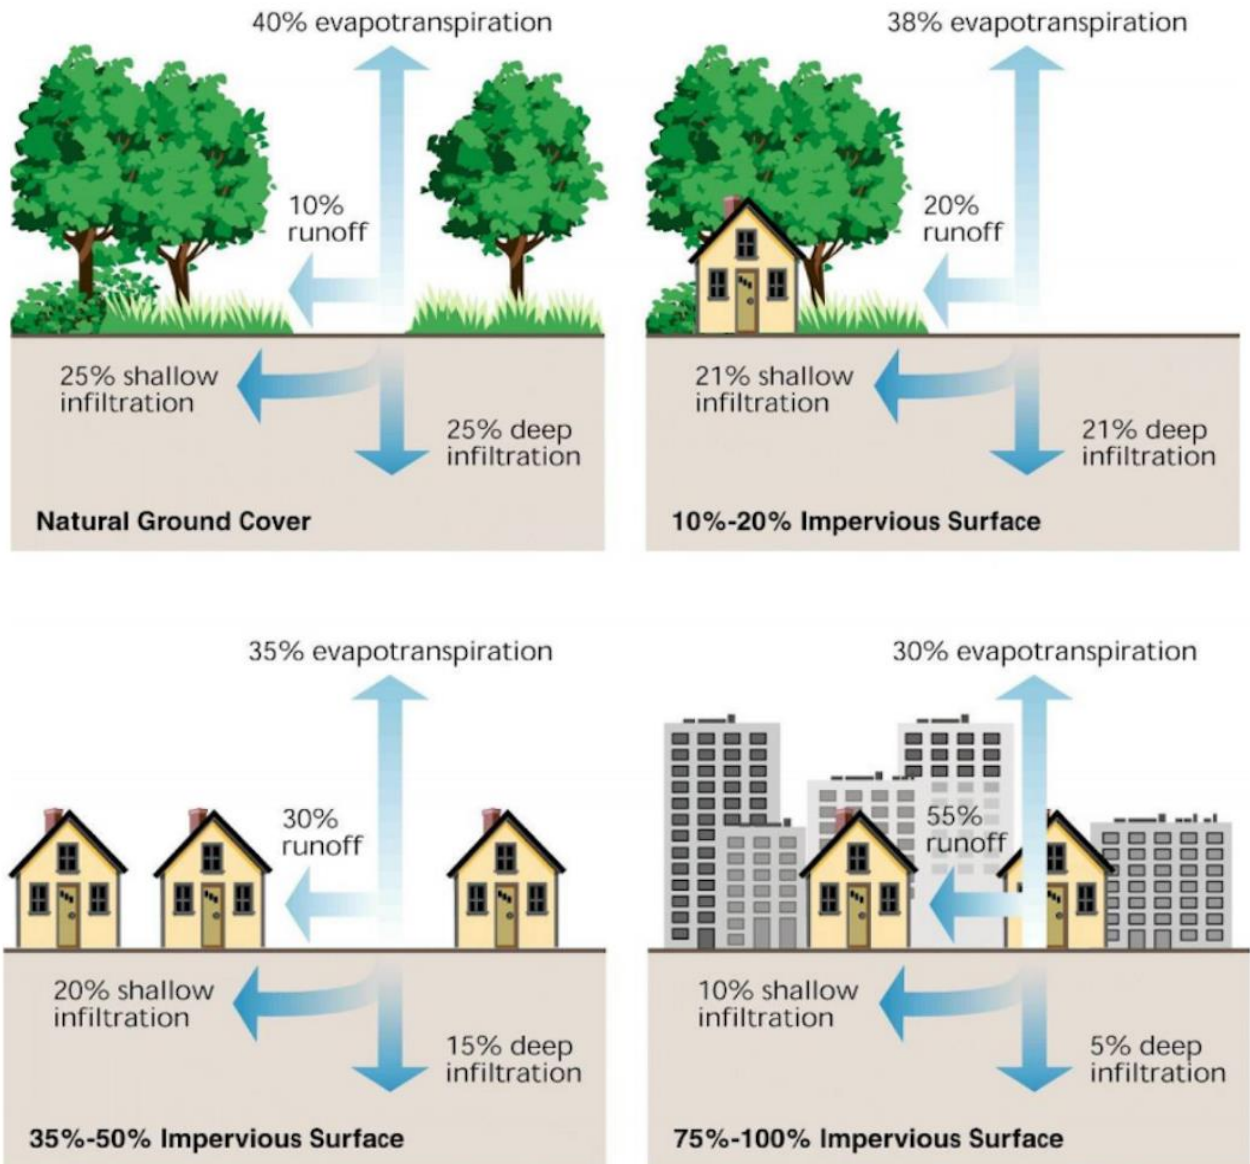 40% evapotranspiration
10%
runoff
25% shallow
infiltration
25% deep
infiltration
Natural Ground Cover
38% evapotranspiration
20%
runoff
21% shallow
infiltration
21% deep
infiltration
10%-20% Impervious Surface
35% evapotranspiration
30%
runoff
20% shallow
infiltration
15% deep
infiltration
35%-50% Impervious Surface
30% evapotranspiration
55%
runoff
10% shallow
infiltration
5% deep
infiltration
75%-100% Impervious Surface